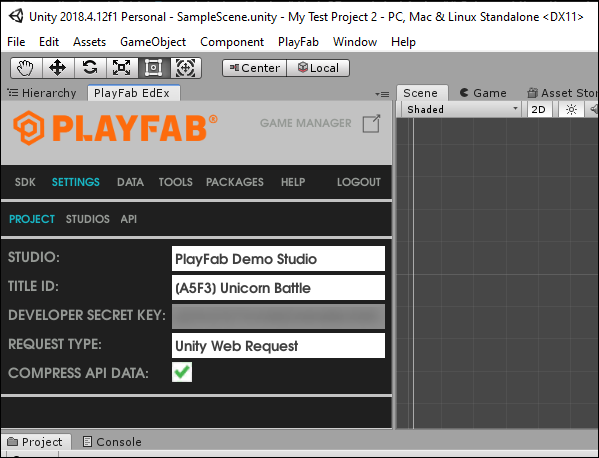 Unity 2018.4.12f1 Personal - SampleScene.unity - My Test Project 2 - PC, Mac & Linux Standalone <DX11>
File Edit Assets GameObject Component PlayFab Window Help
Center Local
Hierarchy PlayFab EdEx Scene Game Asset Stor
Shaded 2D
PLAYFAB® GAME MANAGER
SDK SETTINGS DATA TOOLS PACKAGES HELP LOGOUT
PROJECT STUDIOS API
STUDIO: PlayFab Demo Studio
TITLE ID: [A5F3] Unicorn Battle
DEVELOPER SECRET KEY:
REQUEST TYPE: Unity Web Request
COMPRESS API DATA:
Project Console